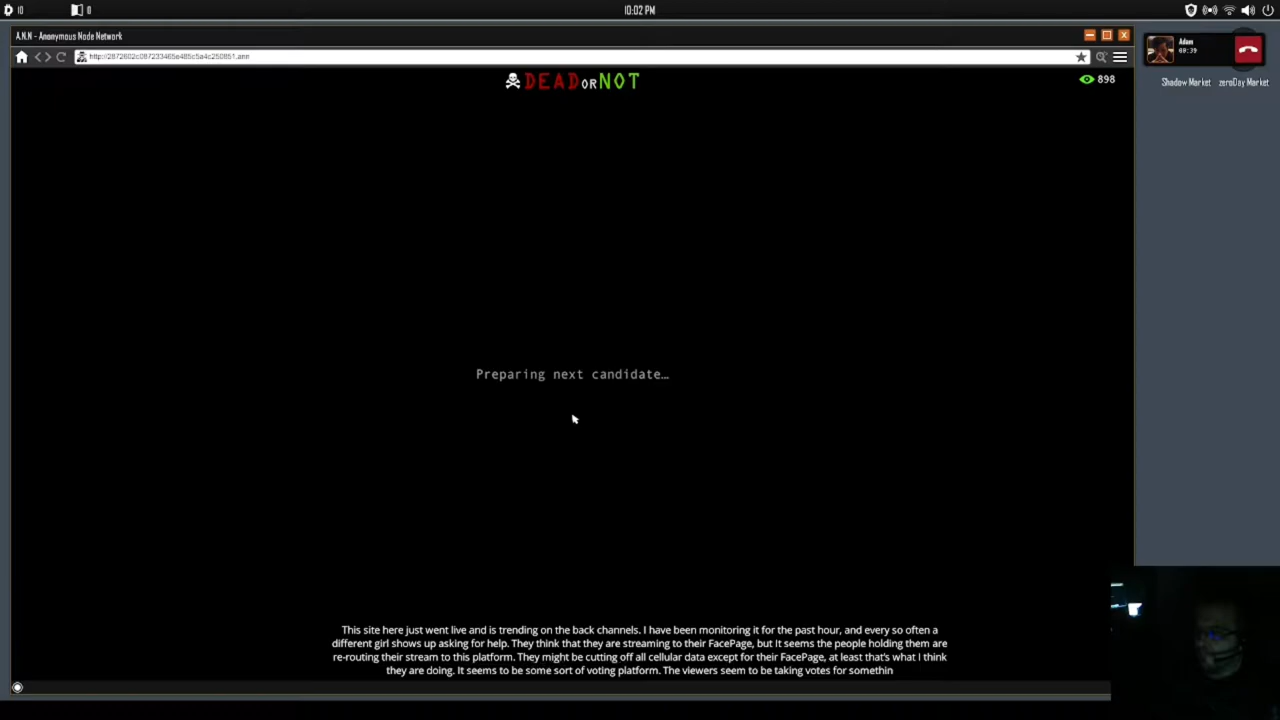 10
0
10:02 PM
A.N.N - Anonymous Node Network
Adam
09:39
DEAD OR NOT
898
Shadow Market
zeroDay Market
Preparing next candidate…
This site here just went live and is trending on the back channels. I have been monitoring it for the past hour, and every so often a
different girl shows up asking for help. They think that they are streaming to their FacePage, but it seems the people holding them are
re-routing their stream to this platform. They might be cutting off all cellular data except for their FacePage, at least that's what I think
they are doing. It seems to be some sort of voting platform. The viewers seem to be taking votes for somethin